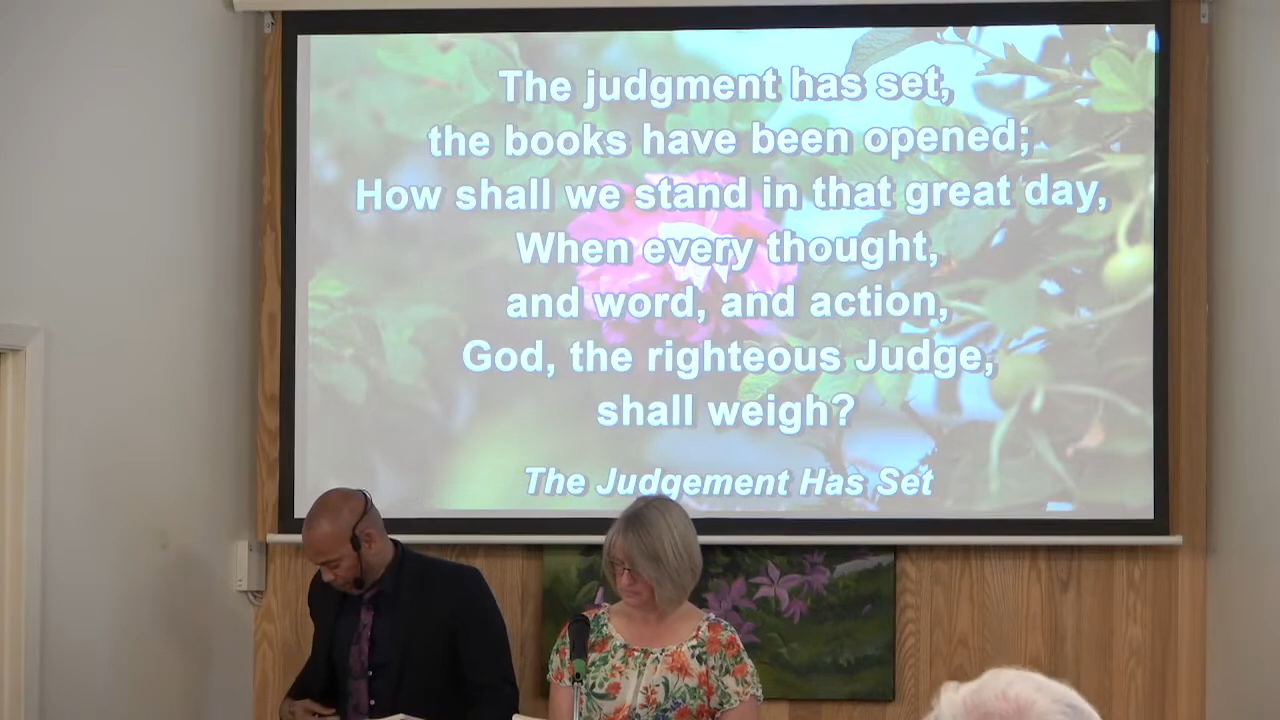 The judgment has set,
the books have been opened;
How shall we stand in that great day,
When every thought,
and word, and action,
God, the righteous Judge,
shall weigh?
The Judgement Has Set